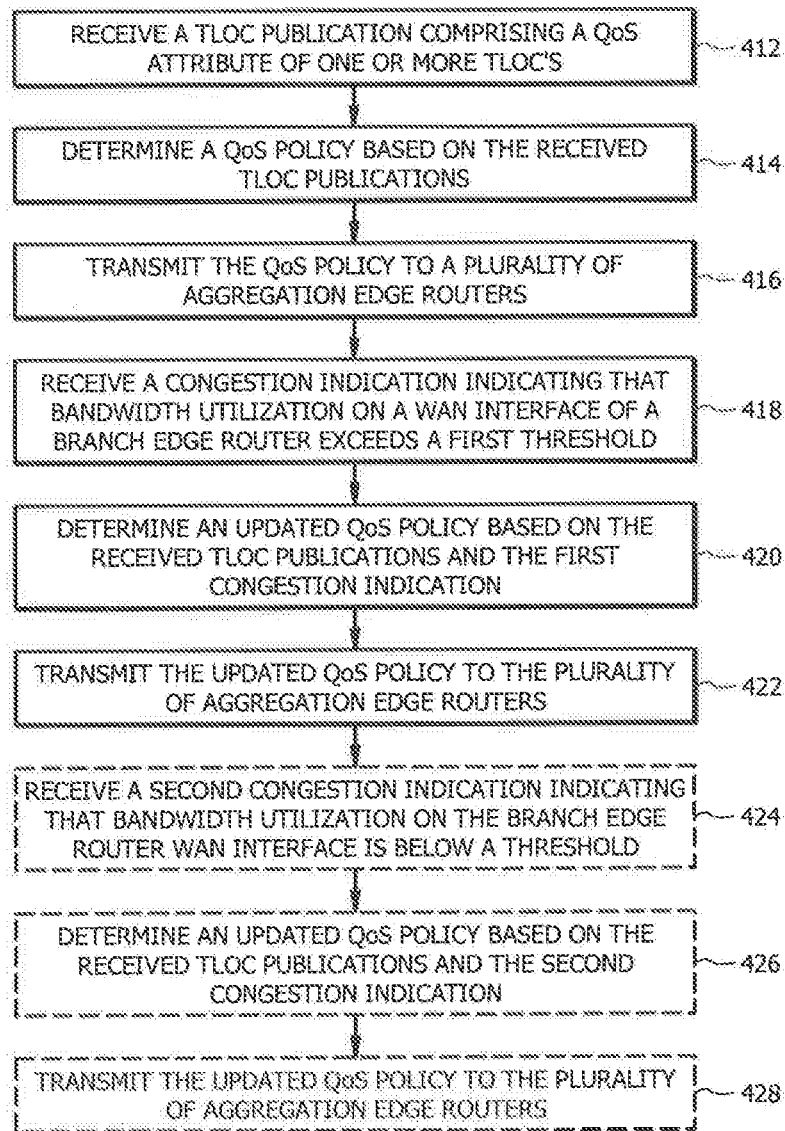 RECEIVE A TLOC PUBLICATION COMPRISING A QoS
ATTRIBUTE OF ONE OR MORE TLOC'S
412
DETERMINE A QoS POLICY BASED ON THE RECEIVED
TLOC PUBLICATIONS
414
TRANSMIT THE QoS POLICY TO A PLURALITY OF
AGGREGATION EDGE ROUTERS
416
RECEIVE A CONGESTION INDICATION INDICATING THAT
BANDWIDTH UTILIZATION ON A WAN INTERFACE OF A
BRANCH EDGE ROUTER EXCEEDS A FIRST THRESHOLD
418
DETERMINE AN UPDATED QoS POLICY BASED ON THE
RECEIVED TLOC PUBLICATIONS AND THE FIRST
CONGESTION INDICATION
420
TRANSMIT THE UPDATED QoS POLICY TO THE PLURALITY
OF AGGREGATION EDGE ROUTERS
422
RECEIVE A SECOND CONGESTION INDICATION INDICATING
THAT BANDWIDTH UTILIZATION ON THE BRANCH EDGE
ROUTER WAN INTERFACE IS BELOW A THRESHOLD
424
DETERMINE AN UPDATED QoS POLICY BASED ON THE
RECEIVED TLOC PUBLICATIONS AND THE SECOND
CONGESTION INDICATION
426
TRANSMIT THE UPDATED QoS POLICY TO THE PLURALITY
OF AGGREGATION EDGE ROUTERS
428